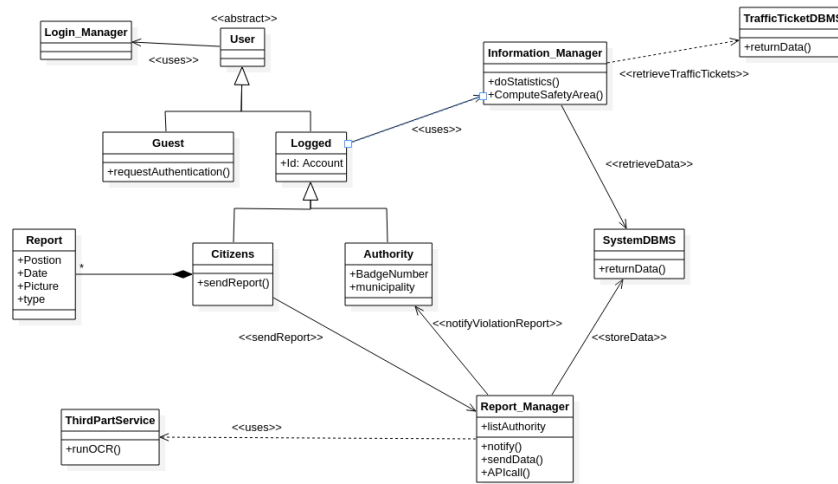 <<abstract>>
TrafficTicketDBMS
Login_Manager
User
Information_Manager
+returnData()
<<uses>>
<<retrieveTrafficTickets>>
+doStatistics()
+ComputeSafetyArea()
<<uses>>
Guest
+requestAuthentication()
Logged
+Id: Account
<<retrieveData>>
Report
+Postion
+Date
+Picture
+type
*
Citizens
+sendReport()
Authority
+BadgeNumber
+municipality
SystemDBMS
+returnData()
<<notifyViolationReport>>
<<sendReport>>
<<storeData>>
ThirdPartService
+runOCR()
<<uses>>
Report_Manager
+listAuthority
+notify()
+sendData()
+APIcall()